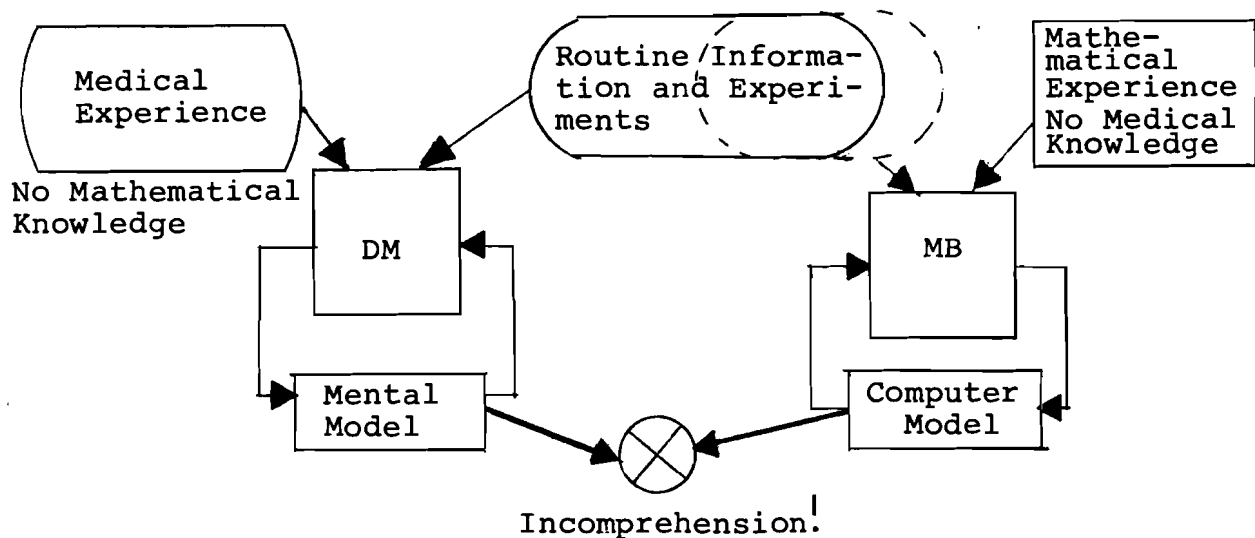 Medical
Experience
No Mathematical
Knowledge
Routine Informa-
tion and Experi-
ments
Mathe-
matical
Experience
No Medical
Knowledge
DM
MB
Mental
Model
Computer
Model
Incomprehension!